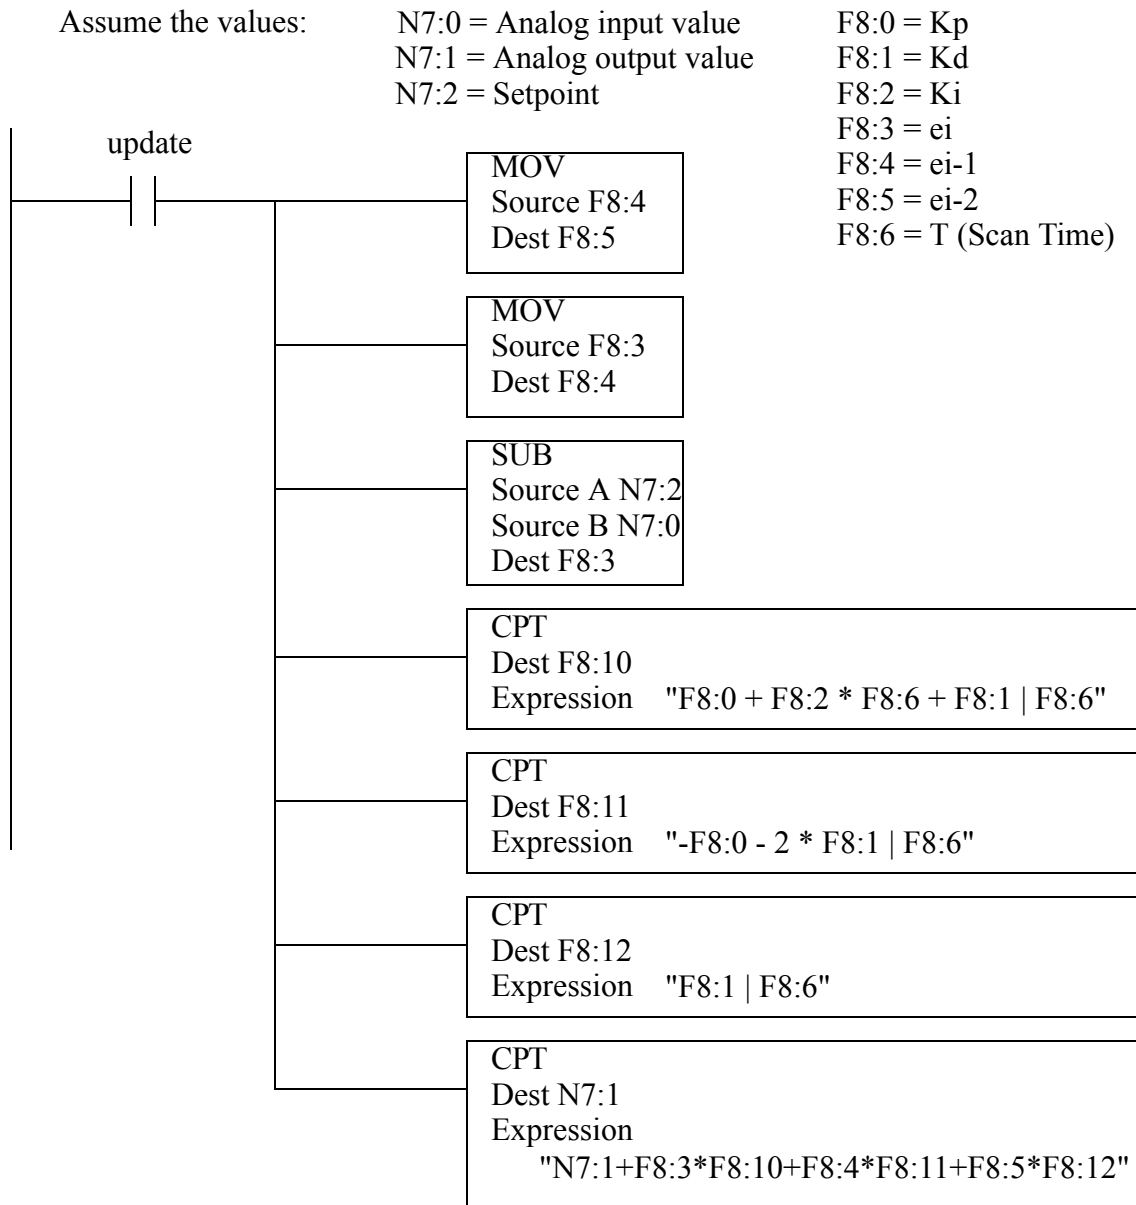 Assume the values:
N7:0 = Analog input value
N7:1 = Analog output value
N7:2 = Setpoint
F8:0 = Kp
F8:1 = Kd
F8:2 = Ki
F8:3 = ei
F8:4 = ei-1
F8:5 = ei-2
F8:6 = T (Scan Time)
update
MOV
Source F8:4
Dest F8:5
MOV
Source F8:3
Dest F8:4
SUB
Source A N7:2
Source B N7:0
Dest F8:3
CPT
Dest F8:10
Expression "F8:0 + F8:2 * F8:6 + F8:1 | F8:6"
CPT
Dest F8:11
Expression "-F8:0 - 2 * F8:1 | F8:6"
CPT
Dest F8:12
Expression "F8:1 | F8:6"
CPT
Dest N7:1
Expression
"N7:1+F8:3*F8:10+F8:4*F8:11+F8:5*F8:12"